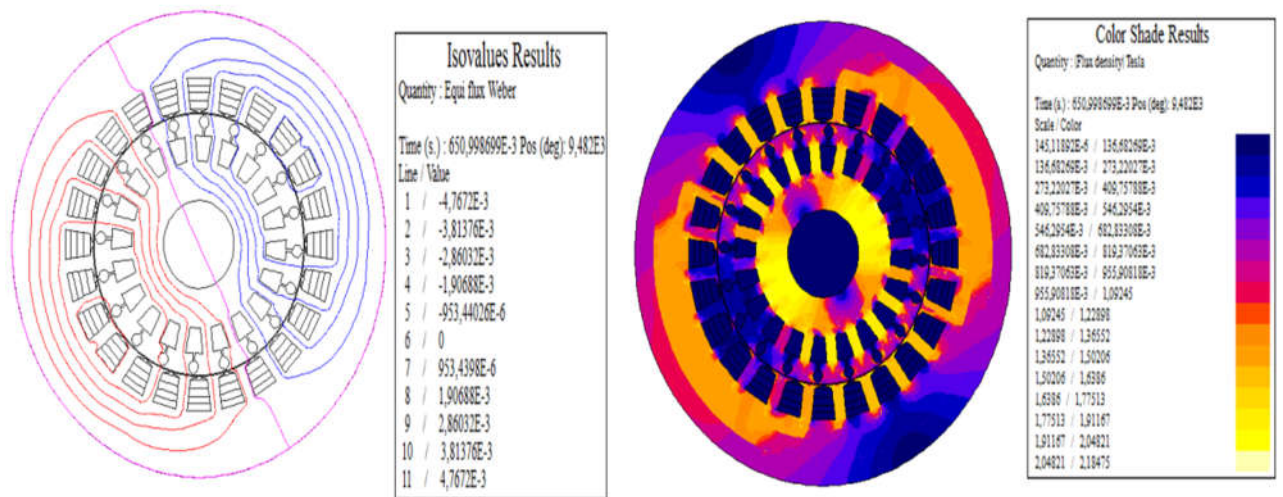 Isovalues Results
Quantity : Equi flux Weber
Time (s.) : 650,998699E-3 Pos (deg): 9,482E3
Line / Value
1 / -4,7672E-3
2 / -3,81376E-3
3 / -2,86032E-3
4 / -1,90688E-3
5 / -953,44026E-6
6 / 0
7 / 953,4398E-6
8 / 1,90688E-3
9 / 2,86032E-3
10 / 3,81376E-3
11 / 4,7672E-3
Color Shade Results
Quantity : |Flux density| Tesla
Time (s.) : 650,998699E-3 Pos (deg): 9,482E3
Scale / Color
145,11892E-6 / 136,68269E-3
136,68269E-3 / 273,22027E-3
273,22027E-3 / 409,75788E-3
409,75788E-3 / 546,2954E-3
546,2954E-3 / 682,83308E-3
682,83308E-3 / 819,37063E-3
819,37063E-3 / 955,90818E-3
955,90818E-3 / 1,09245
1,09245 / 1,22898
1,22898 / 1,36552
1,36552 / 1,50206
1,50206 / 1,6386
1,6386 / 1,77513
1,77513 / 1,91167
1,91167 / 2,04821
2,04821 / 2,18475